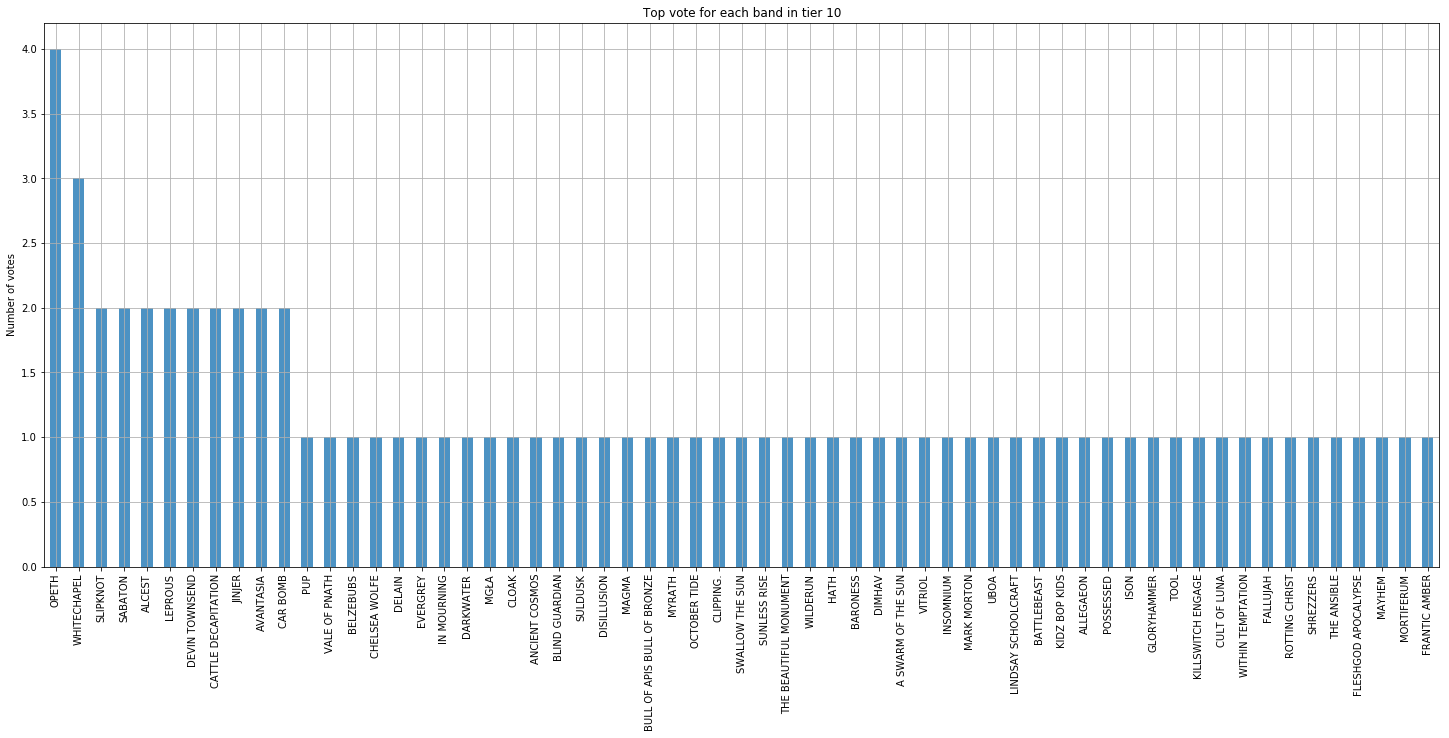 Top vote for each band in tier 10
Number of votes
4.0
3.5
3.0
2.5
2.0
1.5
1.0
0.5
0.0
OPETH
WHITECHAPEL
SLIPKNOT
SABATON
ALCEST
LEPROUS
DEVIN TOWNSEND
CATTLE DECAPITATION
JINJER
AVANTASIA
CAR BOMB
PUP
VALE OF PNATH
BELZEBUBS
CHELSEA WOLFE
DELAIN
EVERGREY
IN MOURNING
DARKWATER
MGŁA
CLOAK
ANCIENT COSMOS
BLIND GUARDIAN
SULDUSK
DISILLUSION
MAGMA
BULL OF APIS BULL OF BRONZE
MYRATH
OCTOBER TIDE
CLIPPING.
SWALLOW THE SUN
SUNLESS RISE
THE BEAUTIFUL MONUMENT
WILDERUN
HATH
BARONESS
DIMHAV
A SWARM OF THE SUN
VITRIOL
INSOMNIUM
MARK MORTON
UBOA
LINDSAY SCHOOLCRAFT
BATTLEBEAST
KIDZ BOP KIDS
ALLEGAEON
POSSESSED
ISON
GLORYHAMMER
TOOL
KILLSWITCH ENGAGE
CULT OF LUNA
WITHIN TEMPTATION
FALLUJAH
ROTTING CHRIST
SHREZZERS
THE ANSIBLE
FLESHGOD APOCALYPSE
MAYHEM
MORTIFERUM
FRANTIC AMBER